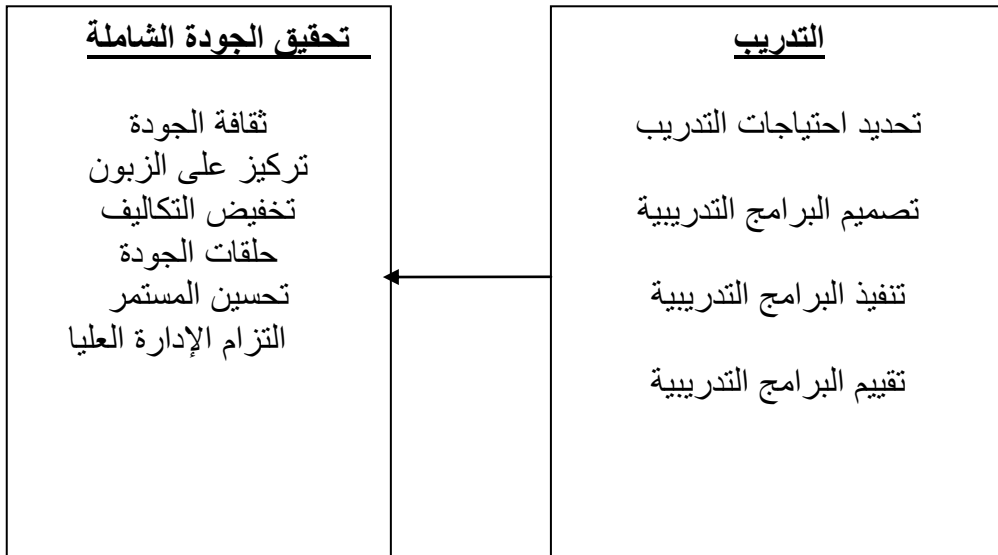 التدريب
تحديد احتياجات التدريب
تصميم البرامج التدريبية
تنفيذ البرامج التدريبية
تقييم البرامج التدريبية
تحقيق الجودة الشاملة
ثقافة الجودة
تركيز على الزبون
تخفيض التكاليف
حلقات الجودة
تحسين المستمر
التزام الإدارة العليا